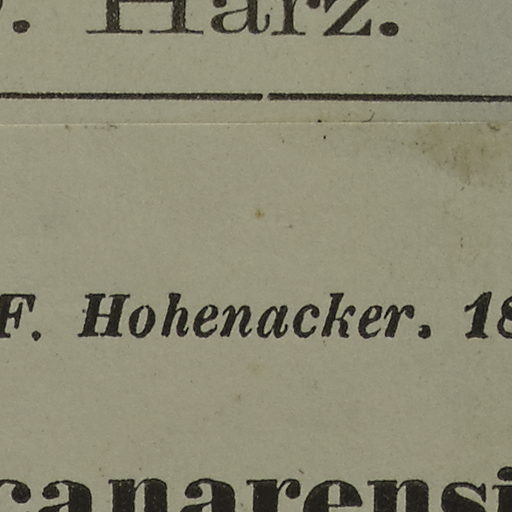 . Harz.
F. Hohenacker. 18
canarensi